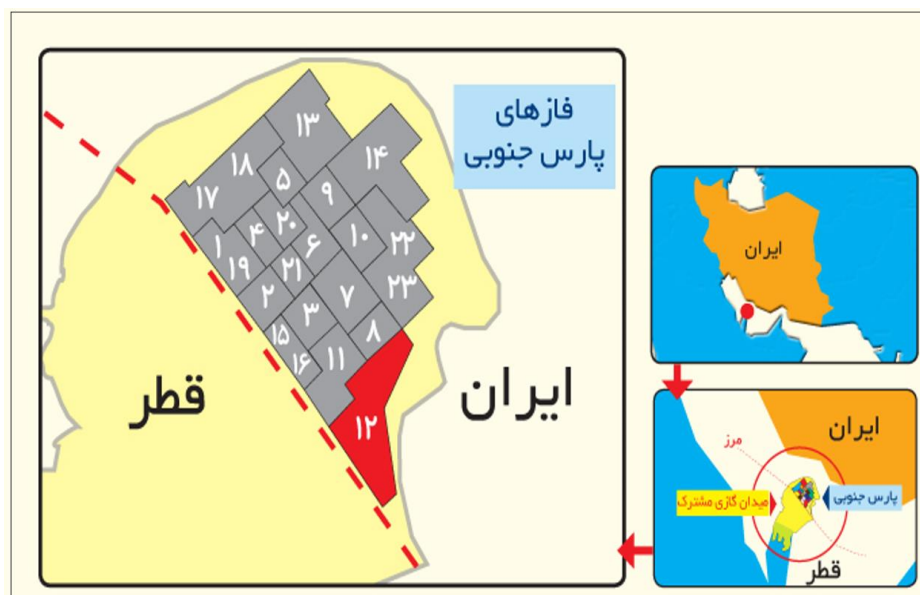 فازهای
پارس جنوبی
۱۳
۱۴
۱۸
۵
۹
۱۷
۲۰
۴
۱
۶
۱۰
۲۲
۱۹
۲۱
۲
۷
۲۳
۳
۱۵
۸
۱۶
۱۱
۱۲
قطر
ایران
ایران
ایران
مرز
پارس جنوبی
میدان گازی مشترک
قطر